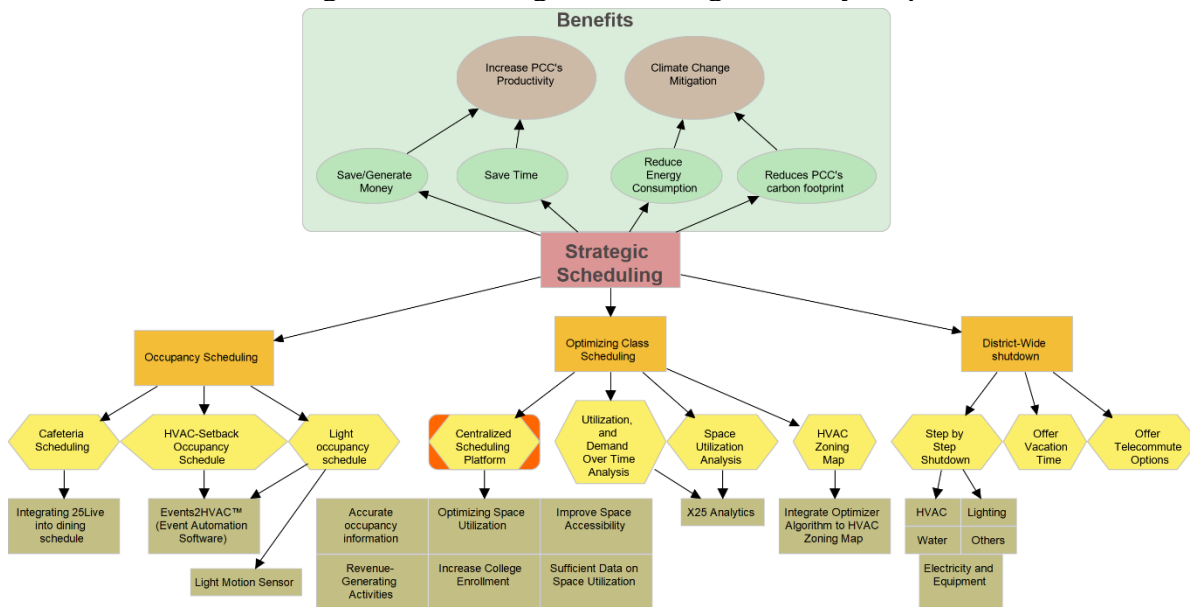 Benefits
Increase PCC's
Productivity
Climate Change
Mitigation
Save/Generate
Money
Save Time
Reduce
Energy
Consumption
Reduces PCC's
carbon footprint
Strategic
Scheduling
Occupancy Scheduling
Optimizing Class
Scheduling
District-Wide
shutdown
Cafeteria
Scheduling
HVAC-Setback
Occupancy
Schedule
Light
occupancy
schedule
Centralized
Scheduling
Platform
Utilization,
and
Demand
Over Time
Analysis
Space
Utilization
Analysis
HVAC
Zoning
Map
Step by
Step
Shutdown
Offer
Vacation
Time
Offer
Telecommute
Options
Integrating 25Live
into dining
schedule
Events2HVAC™
(Event Automation
Software)
Light Motion Sensor
Accurate
occupancy
information
Optimizing Space
Utilization
Improve Space
Accessibility
Revenue-
Generating
Activities
Increase College
Enrollment
Sufficient Data on
Space Utilization
X25 Analytics
Integrate Optimizer
Algorithm to HVAC
Zoning Map
HVAC
Lighting
Water
Others
Electricity and
Equipment